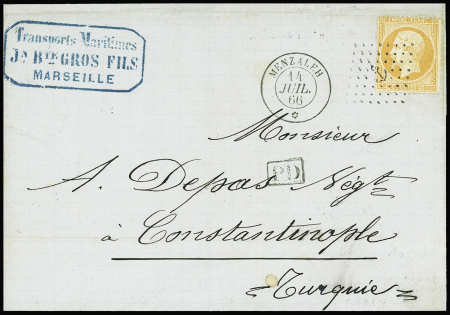 Transports Maritimes
Jn Bte GROS FILS
MARSEILLE
MENZALEH
14
JUIL.
66
Monsieur
A. Depas Négt.
PD
à Constantinople
Turquie